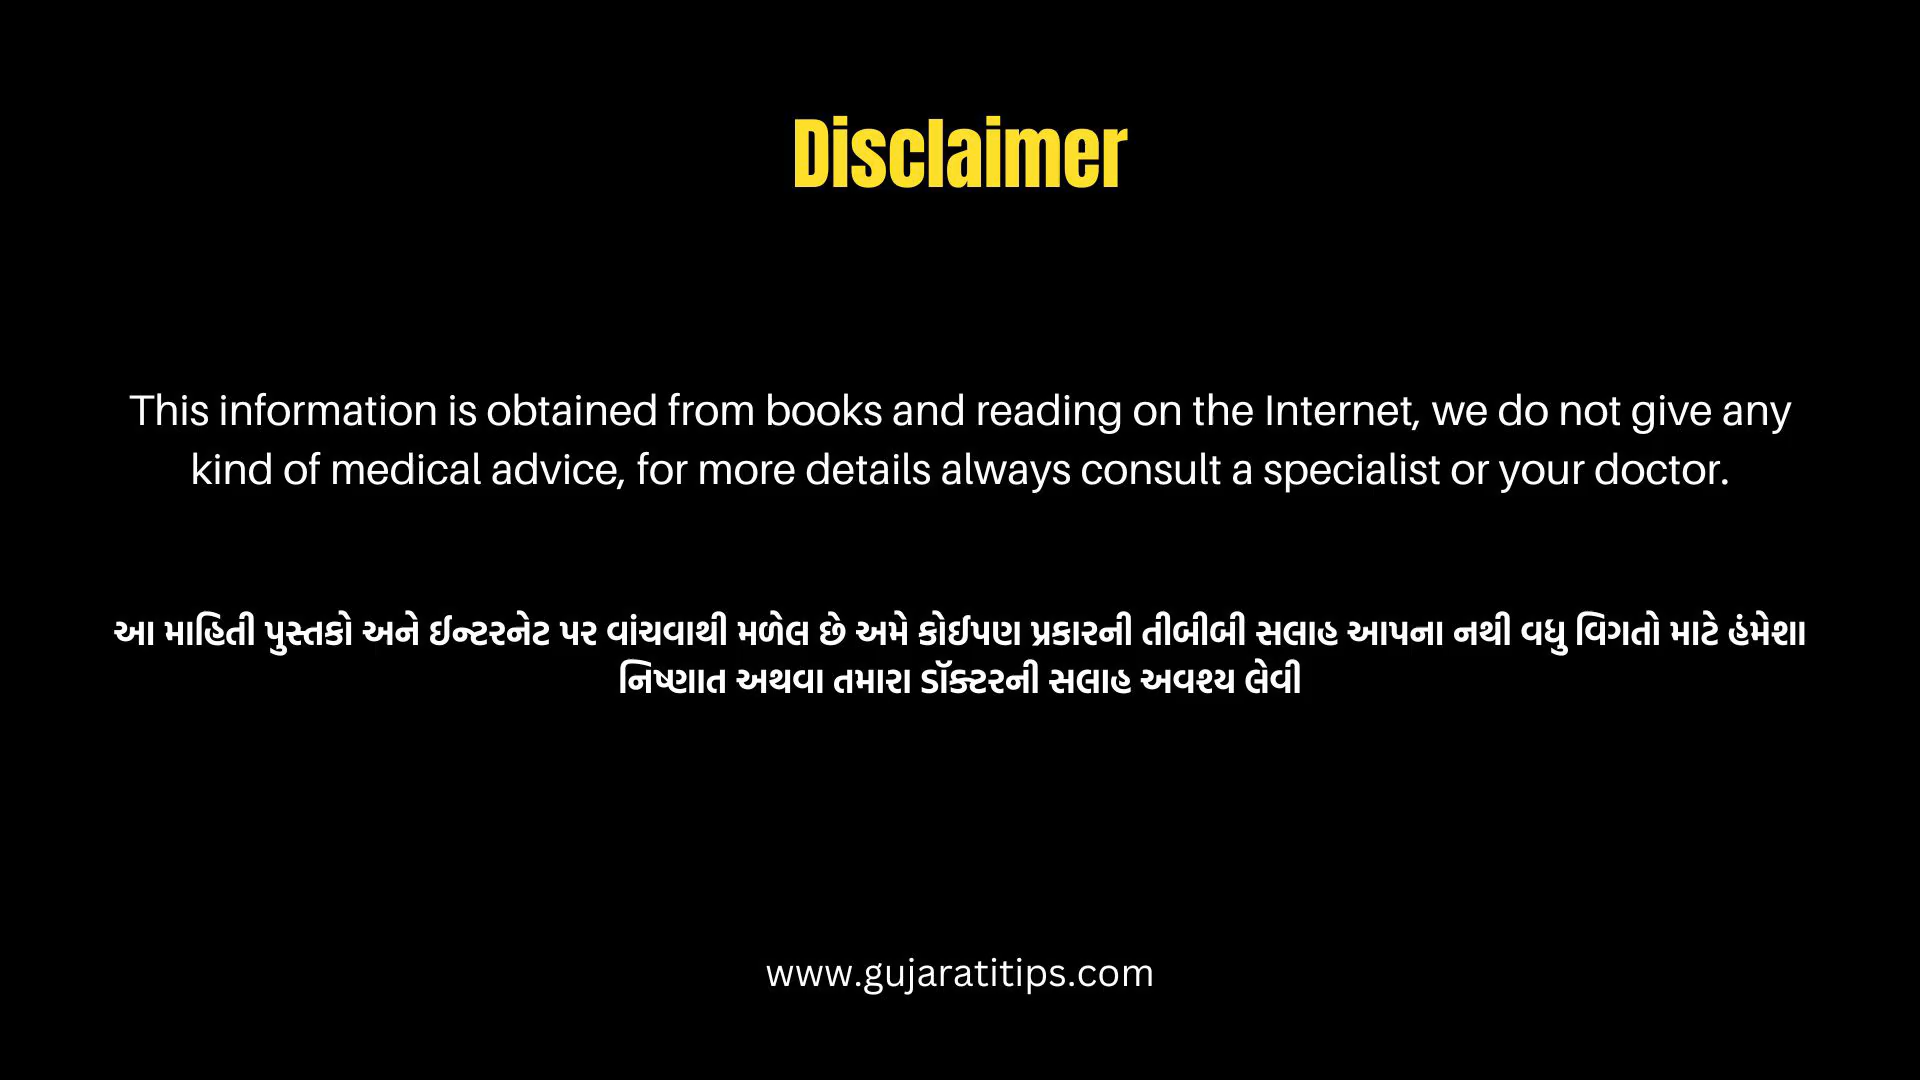 Disclaimer
This information is obtained from books and reading on the Internet, we do not give any
kind of medical advice, for more details always consult a specialist or your doctor.
આ માહિતી પુસ્તકો અને ઈન્ટરનેટ પર વાંચવાથી મળેલ છે અમે કોઈપણ પ્રકારની તીબીબી સલાહ આપના નથી વધુ વિગતો માટે હંમેશા
નિષ્ણાત અથવા તમારા ડૉક્ટરની સલાહ અવશ્ય લેવી
www.gujaratitips.com